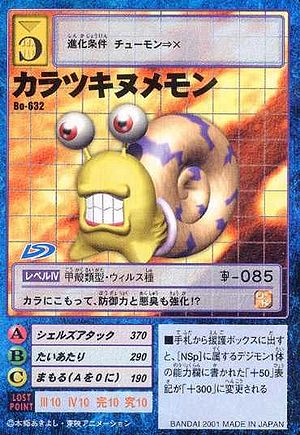 進化条件 チューモン⇒×
カラツキヌメモン
Bo-632
レベルIV 甲殻類型・ウィルス種
085
カラにこもって、防御力と悪臭も強化!?
A シェルズアタック 370
B たいあたり 290
C まもる(Aを0に) 190
LOST POINT III10 IV10 完10 究10
■手札から援護ボックスに出す
と、[NSp]に属するデジモン1体
の能力欄に書かれた「+50」表
記が「+300」に変更される
©本郷あきよし・東映アニメーション
BANDAI 2001 MADE IN JAPAN